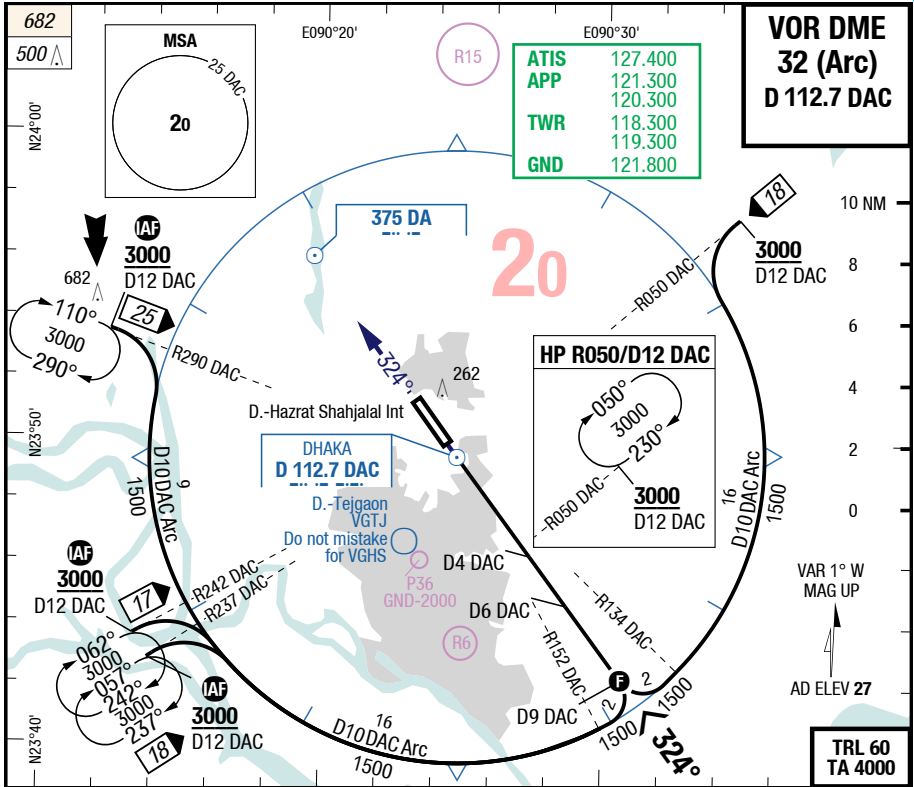 682
500
MSA
25 DAC
20
E090°20'
E090°30'
R15
ATIS 127.400
APP 121.300
120.300
TWR 118.300
119.300
GND 121.800
VOR DME
32 (Arc)
D 112.7 DAC
N24°00'
375 DA
20
18
3000
D12 DAC
R050 DAC
10 NM
8
6
4
2
0
IAF
3000
D12 DAC
682
25
110°
3000
290°
R290 DAC
324°
262
D.-Hazrat Shahjalal Int
HP R050/D12 DAC
050°
3000
230°
R050 DAC
3000
D12 DAC
N23°50'
DHAKA
D 112.7 DAC
9
D10 DAC Arc
1500
16
D10 DAC Arc
1500
D.-Tejgaon
VGTJ
Do not mistake
for VGHS
P36
GND-2000
R6
D4 DAC
D6 DAC
R134 DAC
R152 DAC
VAR 1° W
MAG UP
AD ELEV 27
IAF
3000
D12 DAC
17
R242 DAC
R237 DAC
062°
3000
057°
242°
3000
237°
18
IAF
3000
D12 DAC
F
D9 DAC
2
2
1500
1500
324°
16
D10 DAC Arc
1500
N23°40'
TRL 60
TA 4000